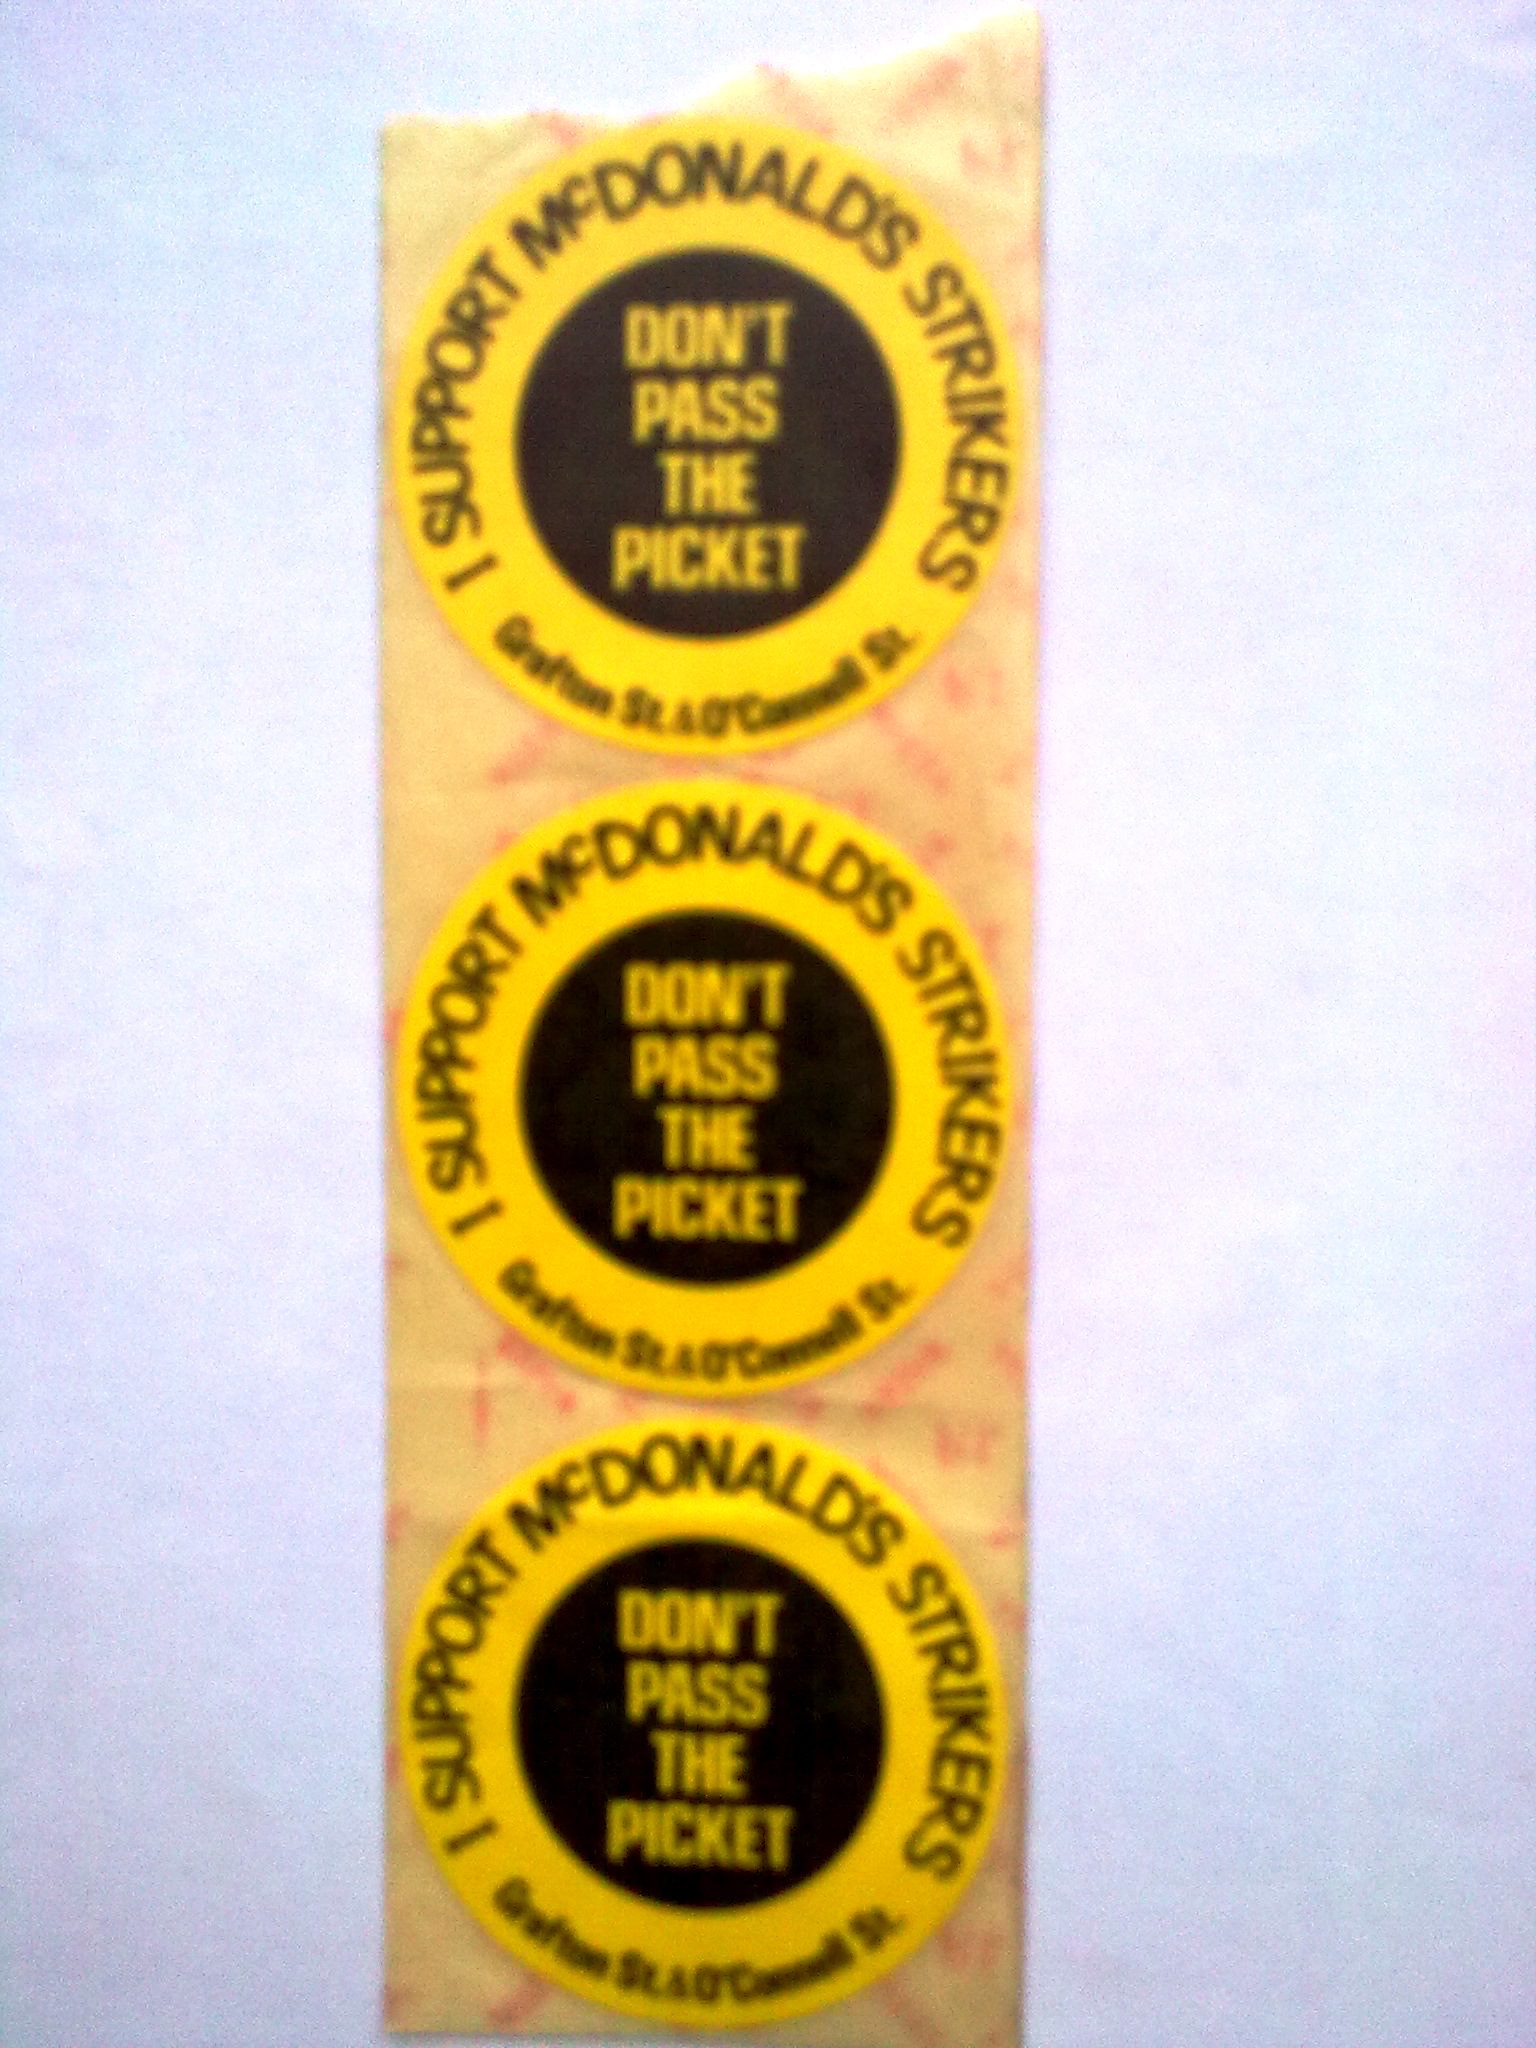 I SUPPORT McDONALD'S STRIKERS
DON'T
PASS
THE
PICKET
Grafton St. & O'Connell St.
I SUPPORT McDONALD'S STRIKERS
DON'T
PASS
THE
PICKET
Grafton St. & O'Connell St.
I SUPPORT McDONALD'S STRIKERS
DON'T
PASS
THE
PICKET
Grafton St. & O'Connell St.